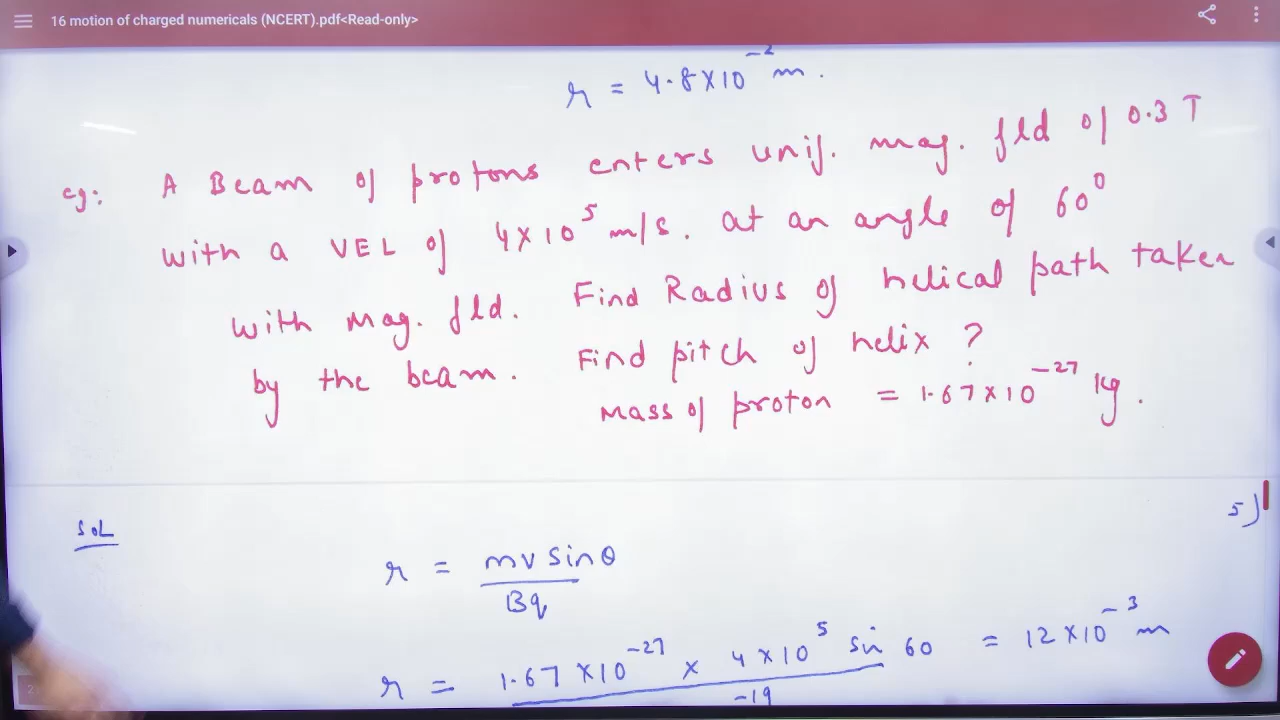 16 motion of charged numericals (NCERT).pdf<Read-only>
r = 4.8×10⁻² m.
eg: A Beam of protons enters unif. mag. fld of 0.3 T
with a VEL of 4×10⁵ m/s. at an angle of 60⁰
with mag. fld. Find Radius of helical path taken
by the beam. Find pitch of helix ?
mass of proton = 1.67×10⁻²⁷ kg.
5)
SOL
r = mv sinθ
Bq
r = 1.67×10⁻²⁷ × 4×10⁵ sin 60 = 12×10⁻³ m
-19